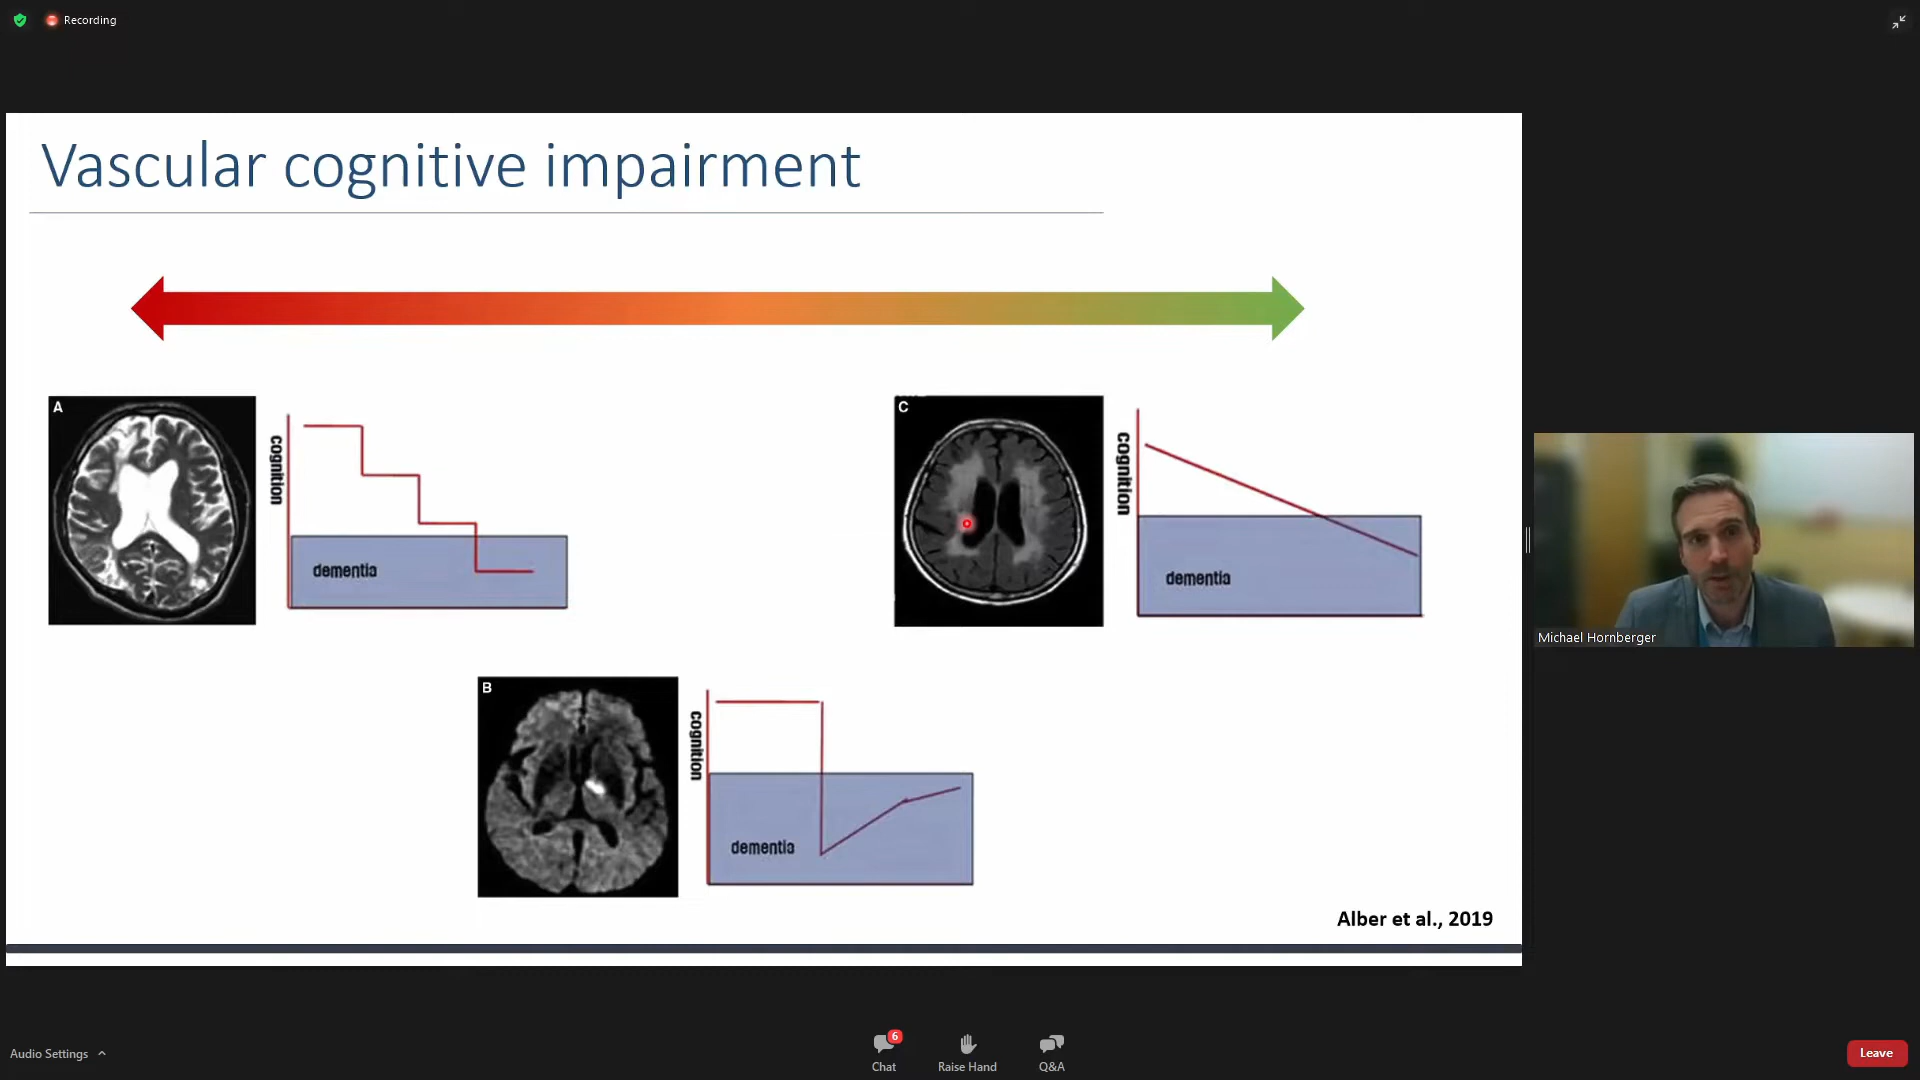 Recording
Vascular cognitive impairment
A
cognition
dementia
C
cognition
dementia
B
cognition
dementia
Alber et al., 2019
Michael Hornberger
Audio Settings
6
Chat
Raise Hand
Q&A
Leave